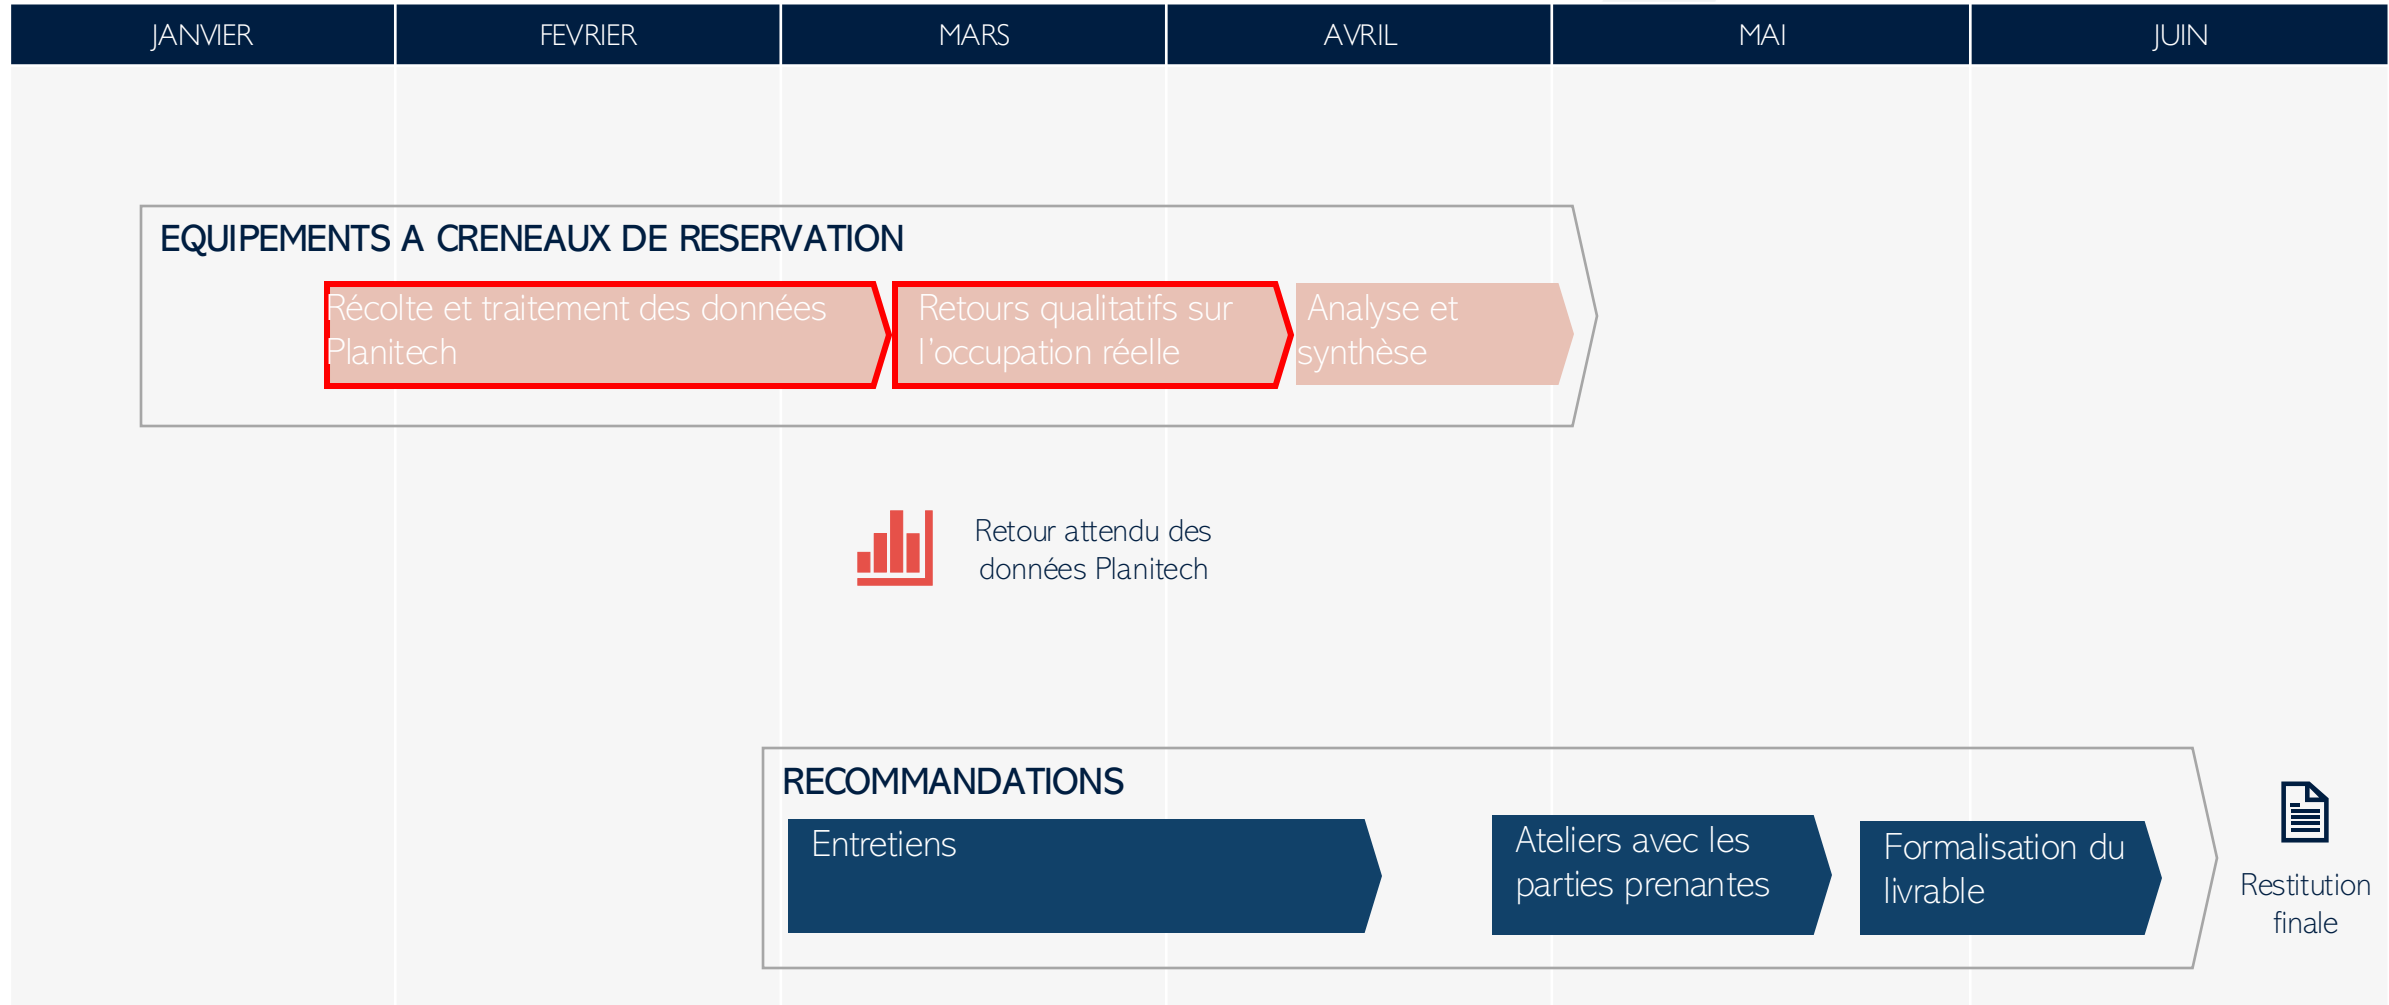 JANVIER
FEVRIER
MARS
AVRIL
MAI
JUIN
EQUIPEMENTS A CRENEAUX DE RESERVATION
Récolte et traitement des données
Planitech
Retours qualitatifs sur
l'occupation réelle
Analyse et
synthèse
Retour attendu des
données Planitech
RECOMMANDATIONS
Entretiens
Ateliers avec les
parties prenantes
Formalisation du
livrable
Restitution
finale